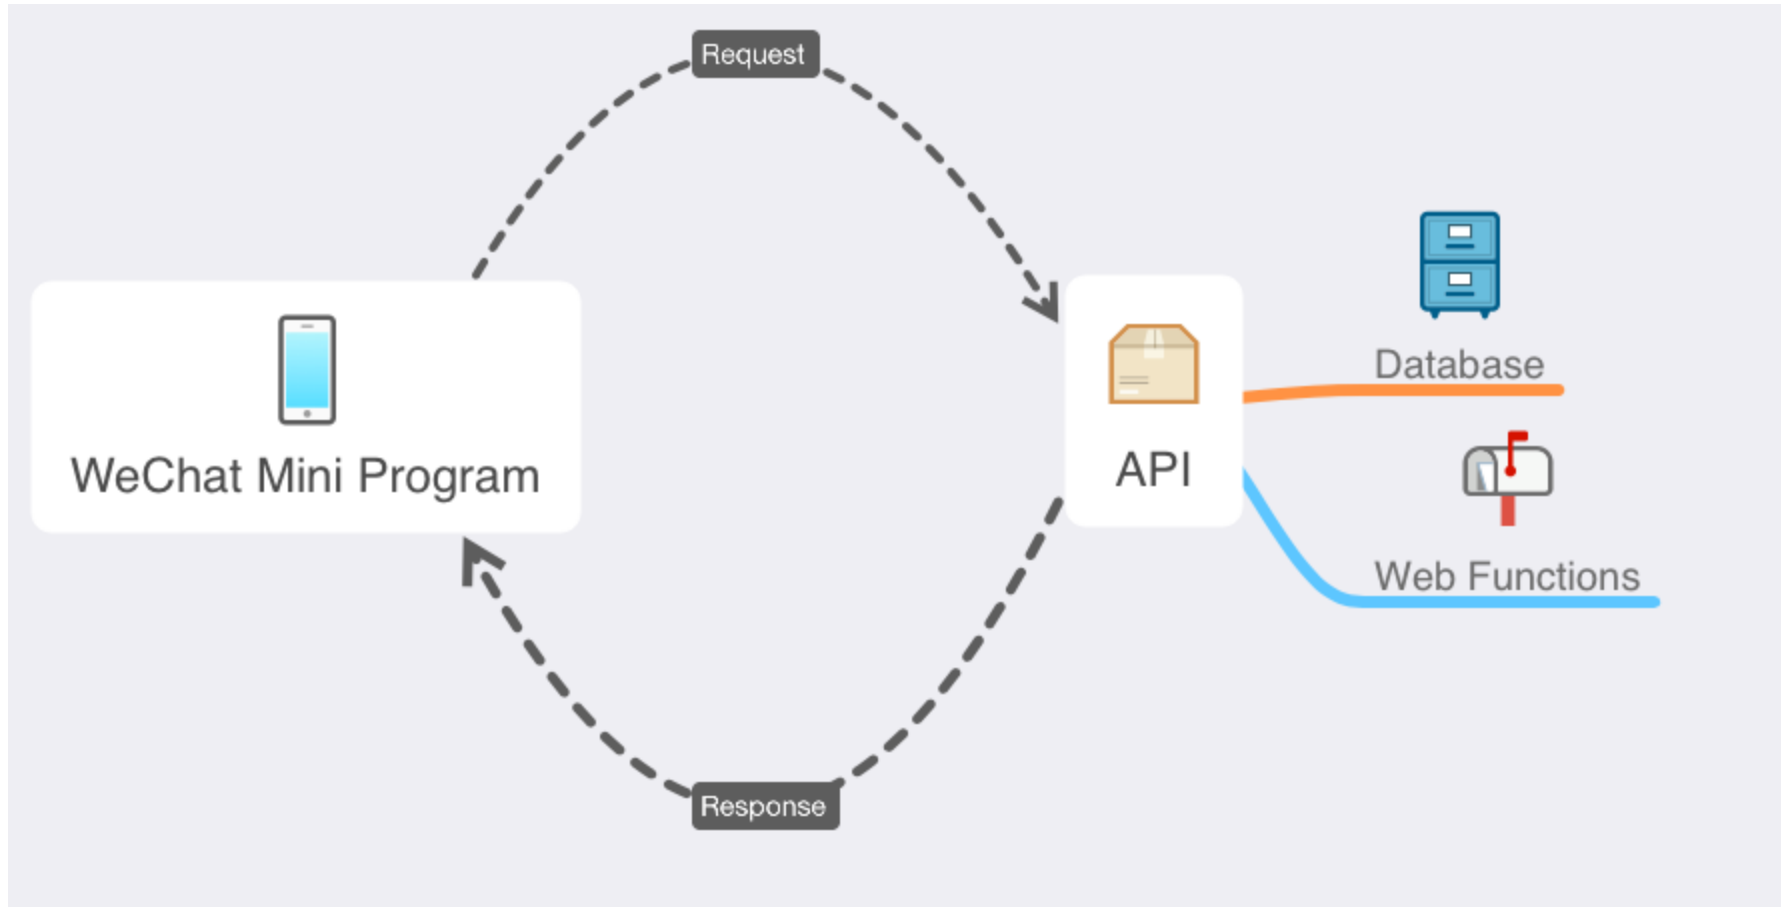 Request
WeChat Mini Program
API
Database
Web Functions
Response